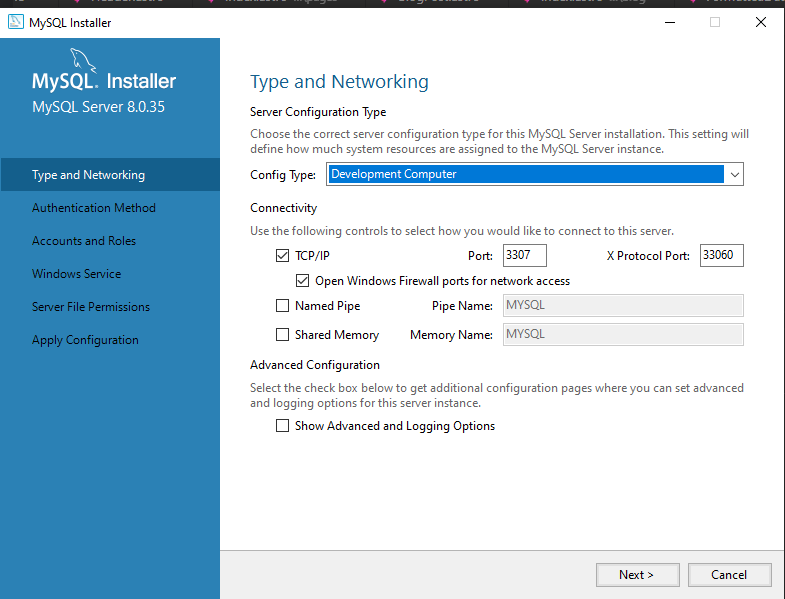 MySQL Installer
MySQL. Installer
MySQL Server 8.0.35
Type and Networking
Authentication Method
Accounts and Roles
Windows Service
Server File Permissions
Apply Configuration
Type and Networking
Server Configuration Type
Choose the correct server configuration type for this MySQL Server installation. This setting will
define how much system resources are assigned to the MySQL Server instance.
Config Type: Development Computer
Connectivity
Use the following controls to select how you would like to connect to this server.
TCP/IP Port: 3307 X Protocol Port: 33060
Open Windows Firewall ports for network access
Named Pipe Pipe Name: MYSQL
Shared Memory Memory Name: MYSQL
Advanced Configuration
Select the check box below to get additional configuration pages where you can set advanced
and logging options for this server instance.
Show Advanced and Logging Options
Next > Cancel